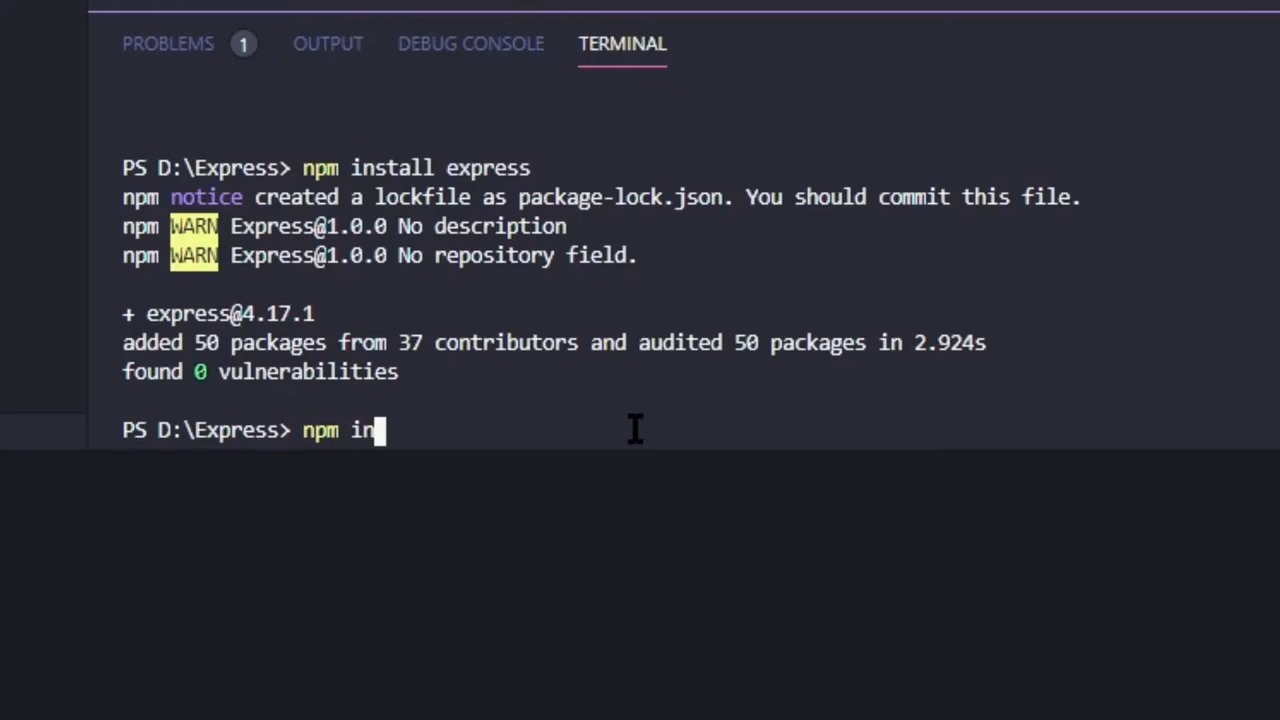 PROBLEMS 1 OUTPUT DEBUG CONSOLE TERMINAL
PS D:\Express> npm install express
npm notice created a lockfile as package-lock.json. You should commit this file.
npm WARN Express@1.0.0 No description
npm WARN Express@1.0.0 No repository field.
+ express@4.17.1
added 50 packages from 37 contributors and audited 50 packages in 2.924s
found 0 vulnerabilities
PS D:\Express> npm in